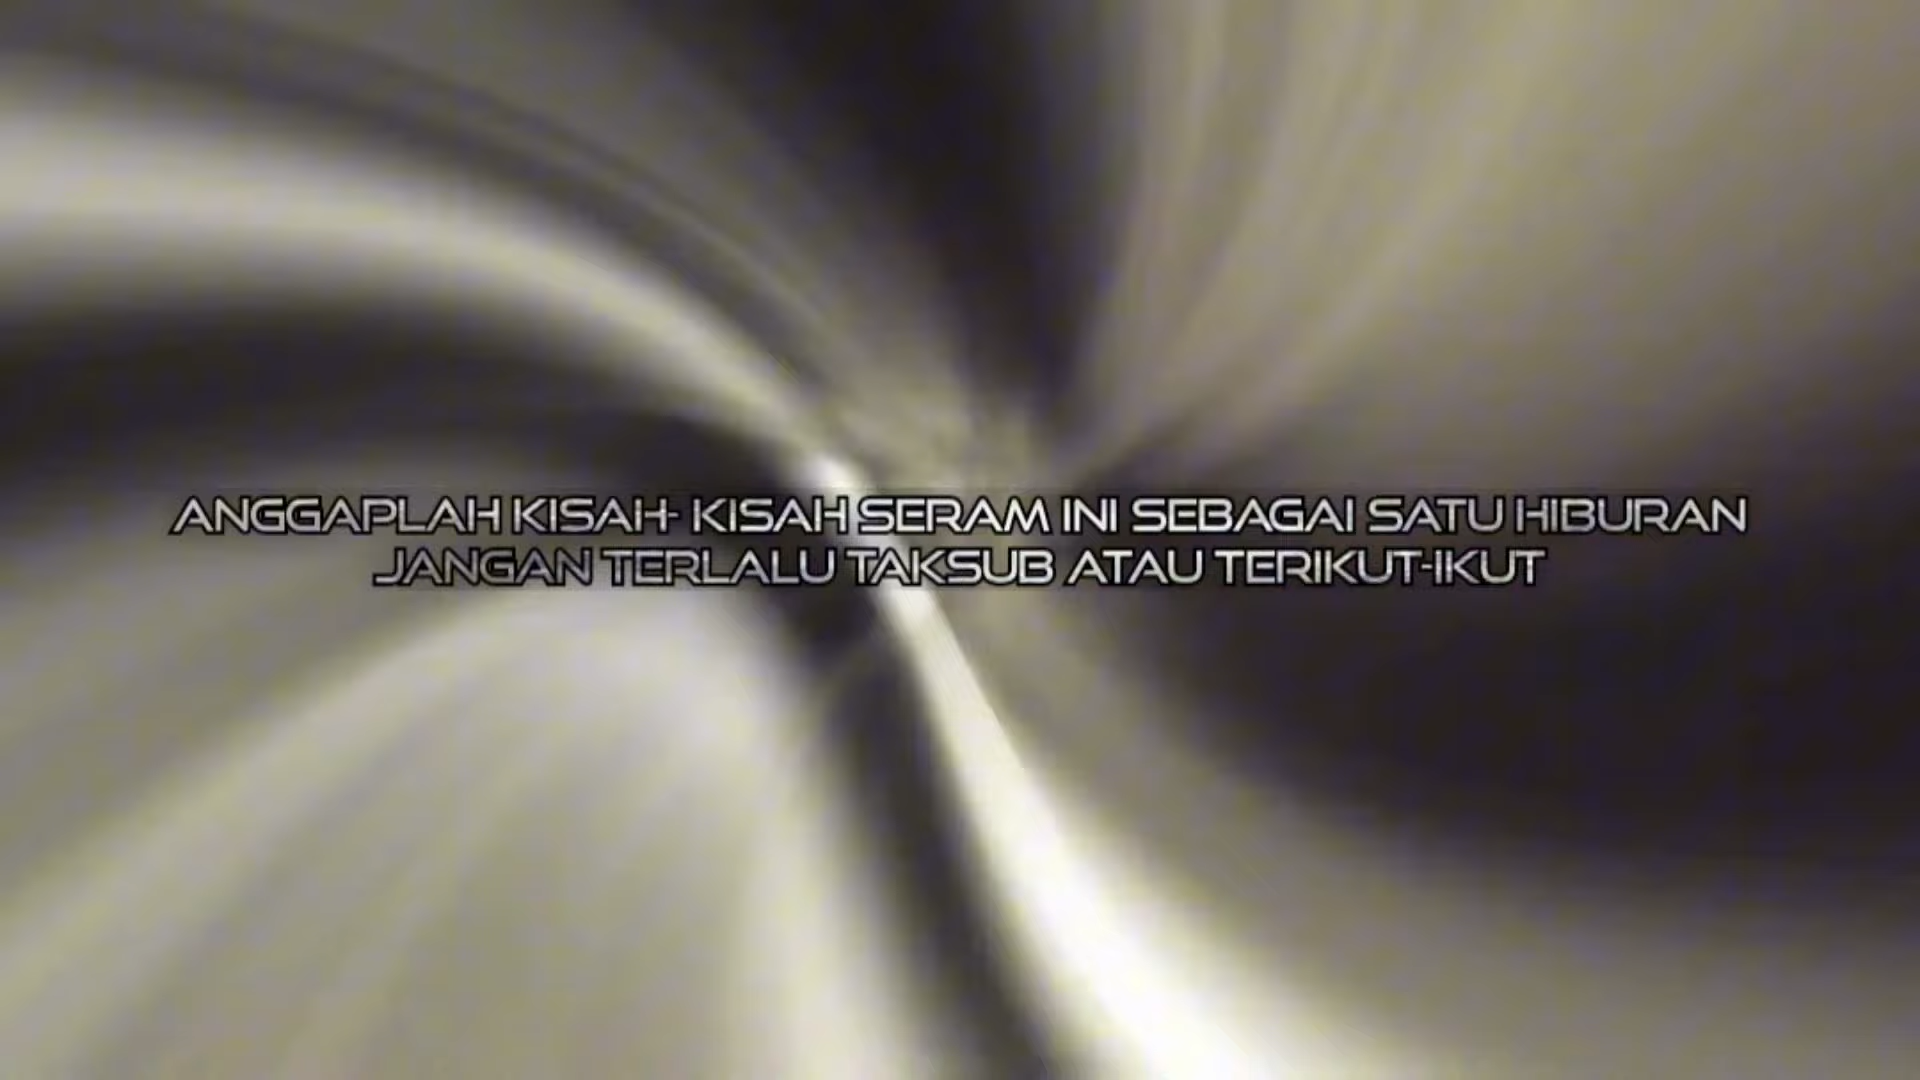 ANGGAPLAH KISAH- KISAH SERAM INI SEBAGAI SATU HIBURAN
JANGAN TERLALU TAKSUB ATAU TERIKUT-IKUT